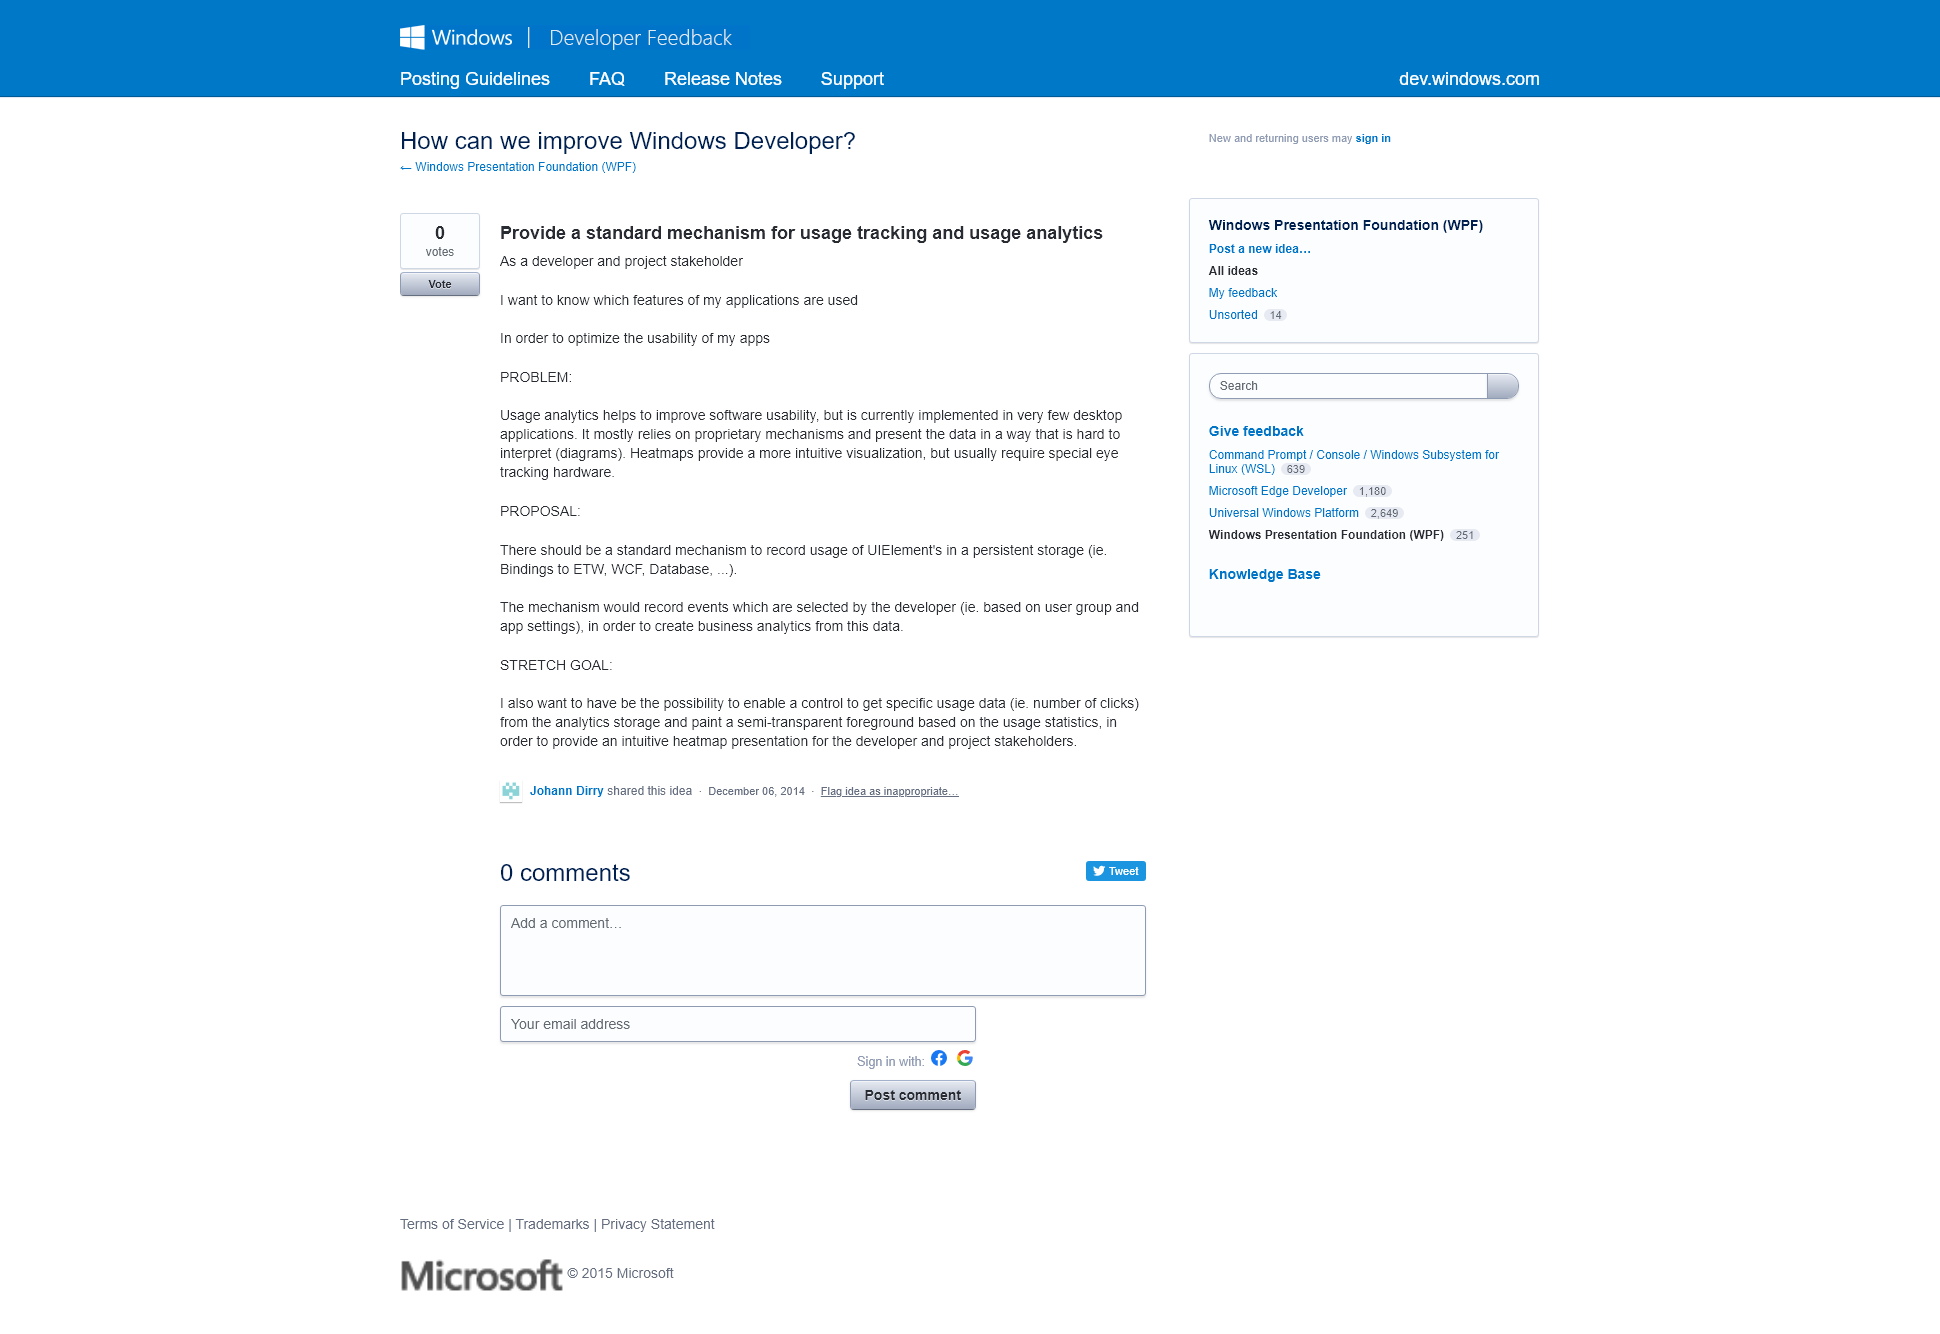 Windows | Developer Feedback
Posting Guidelines FAQ Release Notes Support dev.windows.com
How can we improve Windows Developer?
← Windows Presentation Foundation (WPF)
New and returning users may sign in
0
votes
Vote
Provide a standard mechanism for usage tracking and usage analytics
As a developer and project stakeholder
I want to know which features of my applications are used
In order to optimize the usability of my apps
PROBLEM:
Usage analytics helps to improve software usability, but is currently implemented in very few desktop
applications. It mostly relies on proprietary mechanisms and present the data in a way that is hard to
interpret (diagrams). Heatmaps provide a more intuitive visualization, but usually require special eye
tracking hardware.
PROPOSAL:
There should be a standard mechanism to record usage of UIElement's in a persistent storage (ie.
Bindings to ETW, WCF, Database, ...).
The mechanism would record events which are selected by the developer (ie. based on user group and
app settings), in order to create business analytics from this data.
STRETCH GOAL:
I also want to have be the possibility to enable a control to get specific usage data (ie. number of clicks)
from the analytics storage and paint a semi-transparent foreground based on the usage statistics, in
order to provide an intuitive heatmap presentation for the developer and project stakeholders.
Johann Dirry shared this idea · December 06, 2014 · Flag idea as inappropriate…
0 comments
Tweet
Add a comment…
Your email address
Sign in with:
Post comment
Windows Presentation Foundation (WPF)
Post a new idea…
All ideas
My feedback
Unsorted 14
Search
Give feedback
Command Prompt / Console / Windows Subsystem for
Linux (WSL) 639
Microsoft Edge Developer 1,180
Universal Windows Platform 2,649
Windows Presentation Foundation (WPF) 251
Knowledge Base
Terms of Service | Trademarks | Privacy Statement
Microsoft © 2015 Microsoft